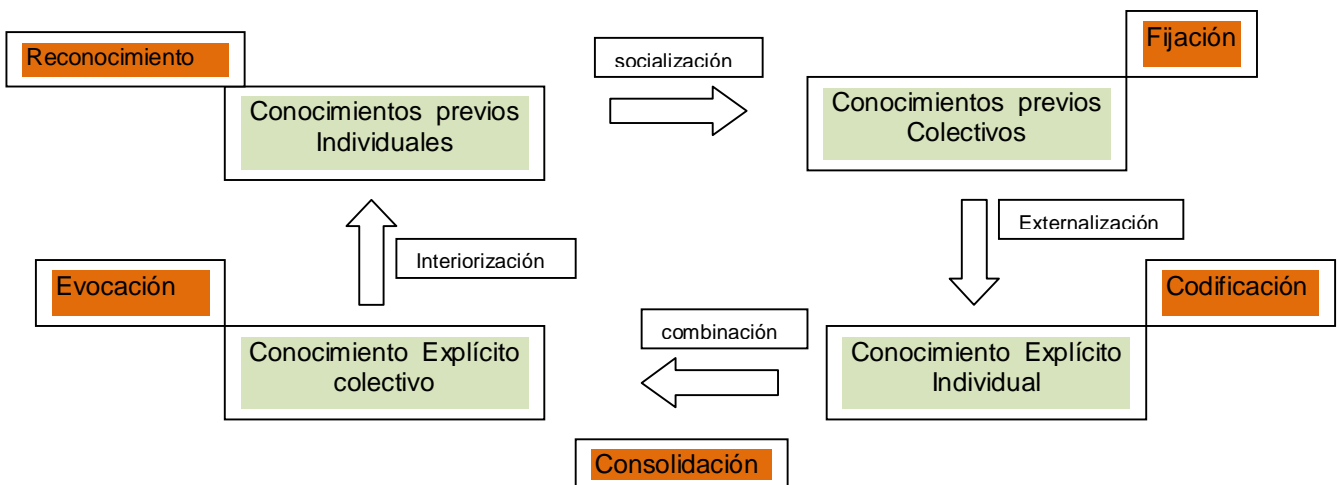 Reconocimiento
socialización
Fijación
Conocimientos previos
Individuales
Conocimientos previos
Colectivos
Externalización
Interiorización
Evocación
Codificación
combinación
Conocimiento Explícito
colectivo
Conocimiento Explícito
Individual
Consolidación